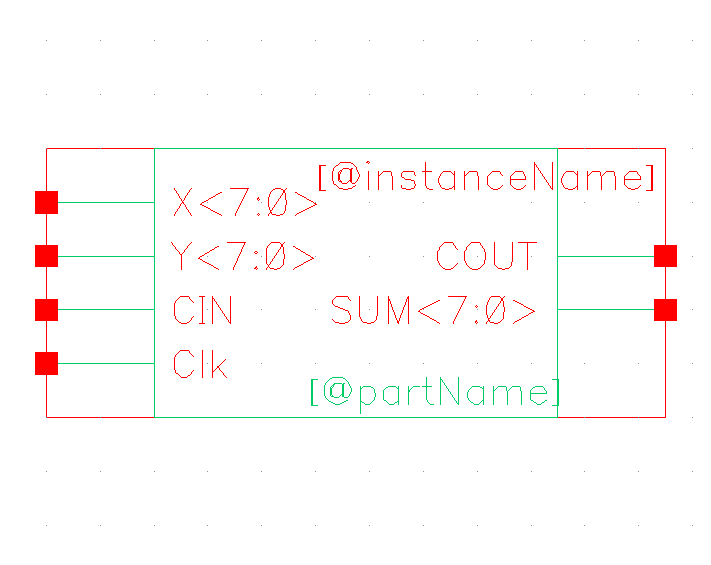 [@instanceName]
X<7:0>
Y<7:0>
COUT
CIN
SUM<7:0>
Clk
[@partName]